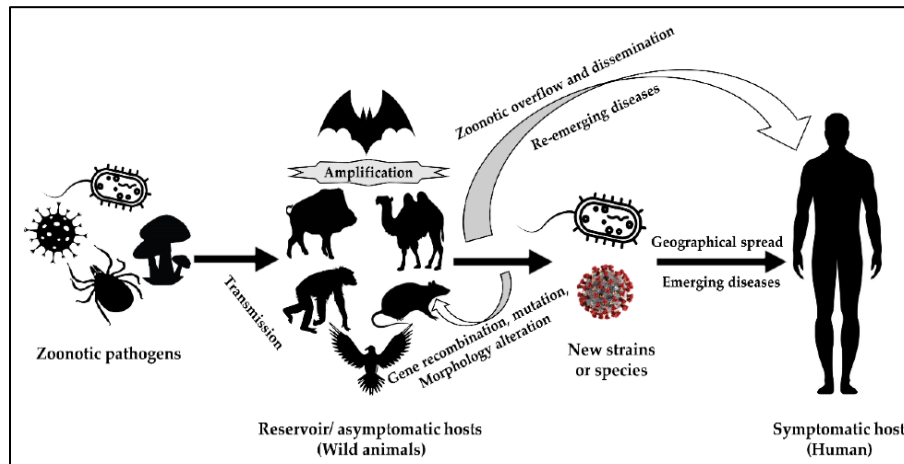 Zoonotic overflow and dissemination
Re-emerging diseases
Amplification
Transmission
Geographical spread
Emerging diseases
Gene recombination, mutation,
Morphology alteration
Zoonotic pathogens
New strains
or species
Reservoir/ asymptomatic hosts
(Wild animals)
Symptomatic host
(Human)